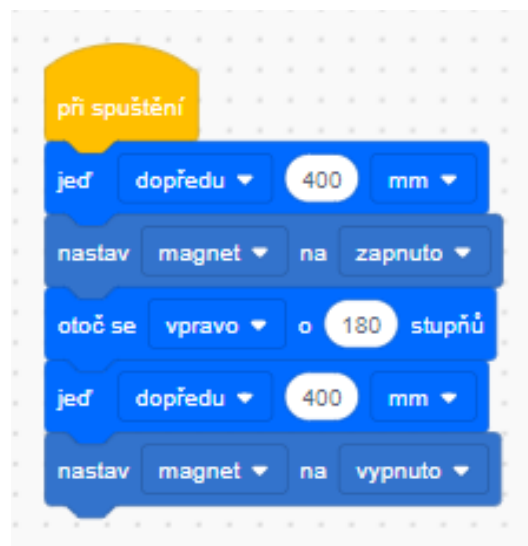 při spuštění
jeď dopředu 400 mm
nastav magnet na zapnuto
otoč se vpravo o 180 stupňů
jeď dopředu 400 mm
nastav magnet na vypnuto